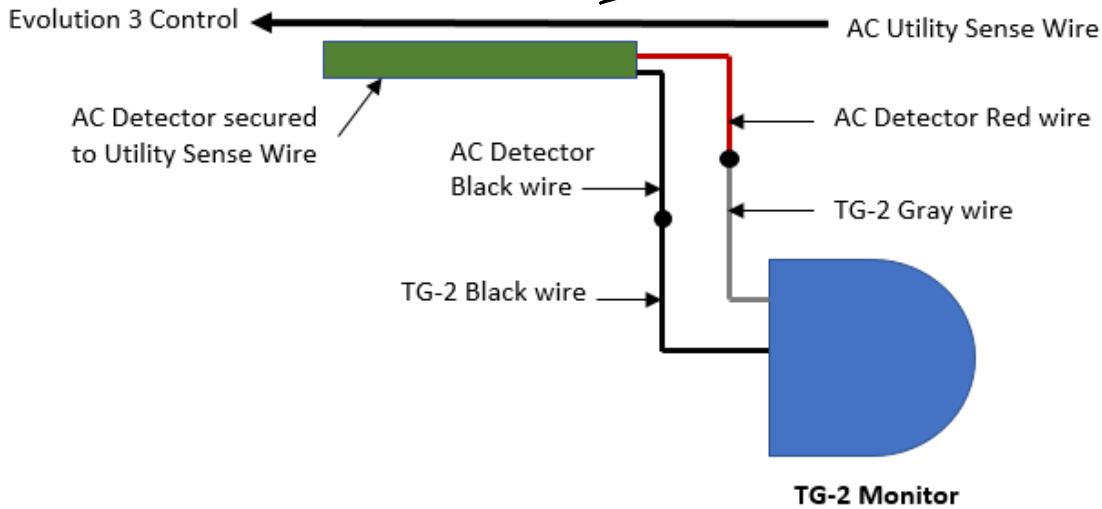 Evolution 3 Control
AC Utility Sense Wire
AC Detector secured
to Utility Sense Wire
AC Detector Red wire
AC Detector
Black wire
TG-2 Gray wire
TG-2 Black wire
TG-2 Monitor